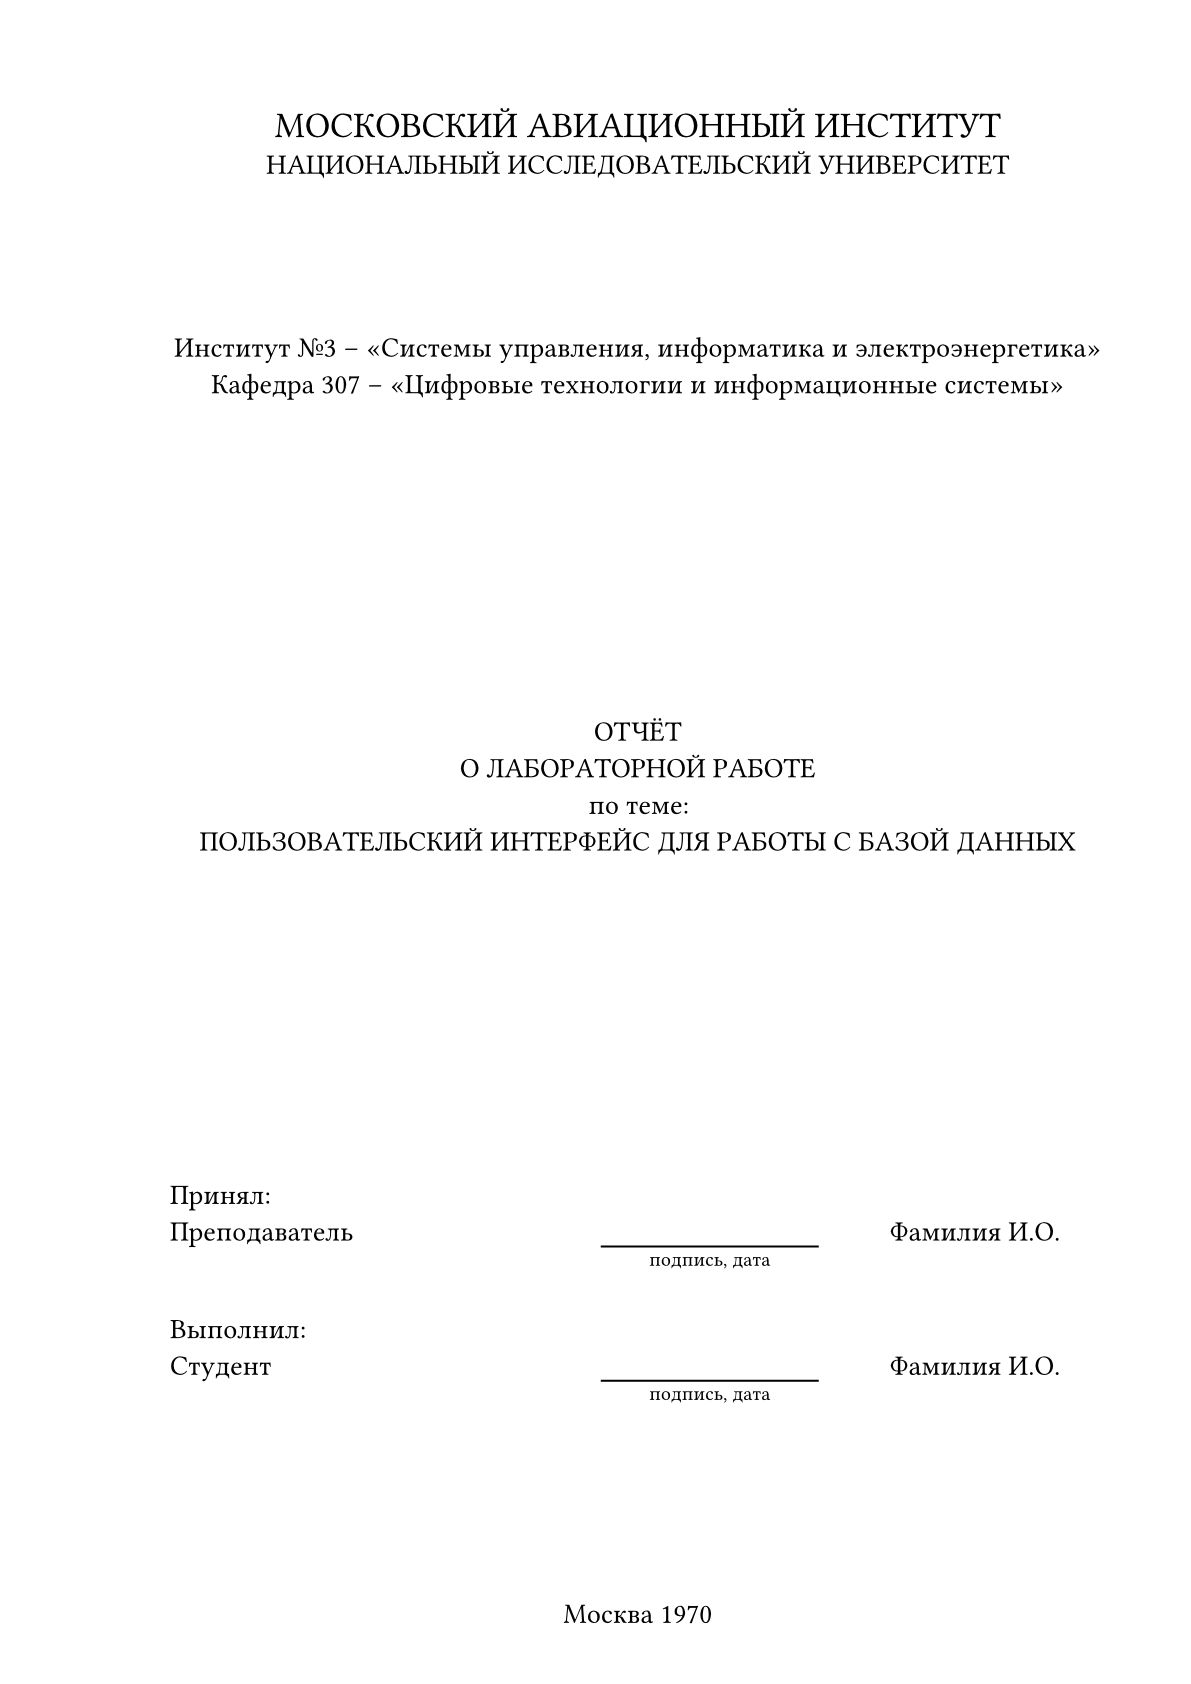 МОСКОВСКИЙ АВИАЦИОННЫЙ ИНСТИТУТ
НАЦИОНАЛЬНЫЙ ИССЛЕДОВАТЕЛЬСКИЙ УНИВЕРСИТЕТ
Институт №3 – «Системы управления, информатика и электроэнергетика»
Кафедра 307 – «Цифровые технологии и информационные системы»
ОТЧЁТ
О ЛАБОРАТОРНОЙ РАБОТЕ
по теме:
ПОЛЬЗОВАТЕЛЬСКИЙ ИНТЕРФЕЙС ДЛЯ РАБОТЫ С БАЗОЙ ДАННЫХ
Принял:
Преподаватель Фамилия И.О.
подпись, дата
Выполнил:
Студент Фамилия И.О.
подпись, дата
Москва 1970